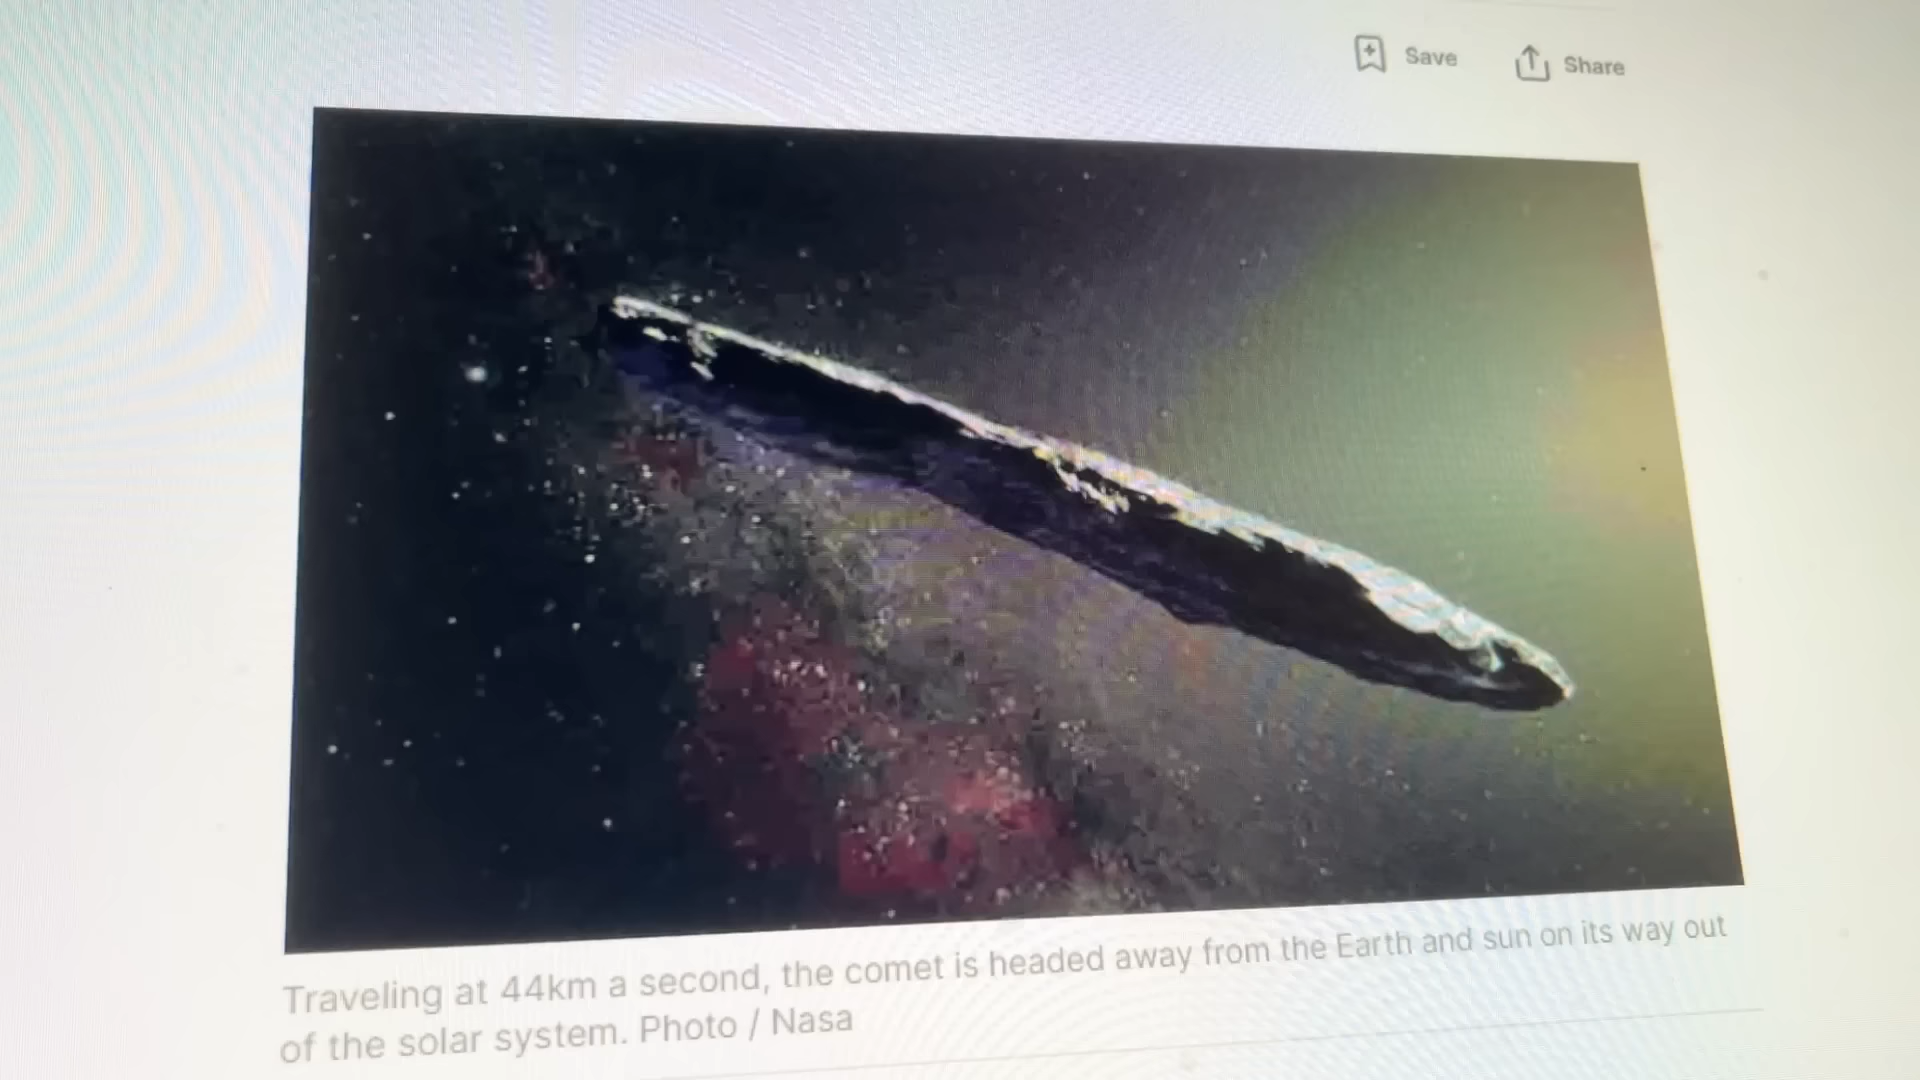 Save
Share
Traveling at 44km a second, the comet is headed away from the Earth and sun on its way out
of the solar system. Photo / Nasa